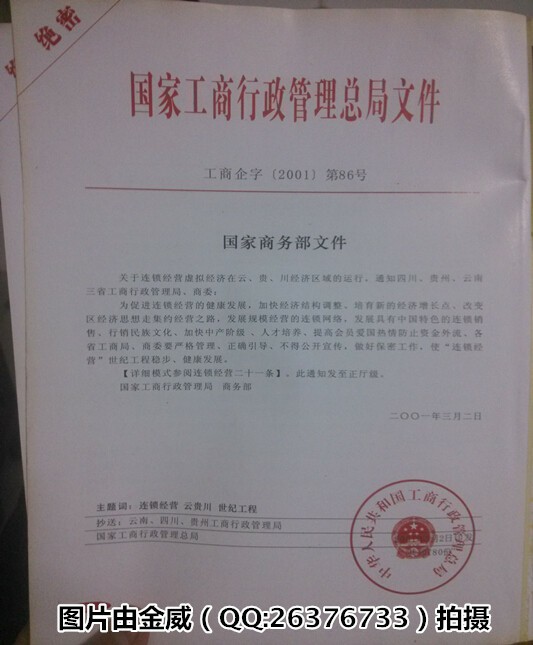 绝密
国家工商行政管理总局文件
工商企字〔2001〕第86号
国家商务部文件
关于连锁经营虚拟经济在云、贵、川经济区域的运行，通知四川、贵州、云南
三省工商行政管理局、商委：
为促进连锁经营的健康发展，加快经济结构调整，培育新的经济增长点、改变
区经济思想走集约经营之路，发展规模经营的连锁网络，发展具有中国特色的连锁销
售、行销民族文化、加快中产阶级、人才培养、提高会员爱国热情防止资金外流、各
省工商局、商委要严格管理、正确引导、不得公开宣传，做好保密工作，使“连锁经
营”世纪工程稳步、健康发展。
【详细模式参阅连锁经营二十一条】，此通知发至正厅级。
国家工商行政管理局 商务部
二〇〇一年三月二日
主题词：连锁经营 云贵川 世纪工程
抄送：云南、四川、贵州工商行政管理局
国家工商行政管理总局
中华人民共和国工商行政管理总局
月2日
图片由金威（QQ:26376733）拍摄